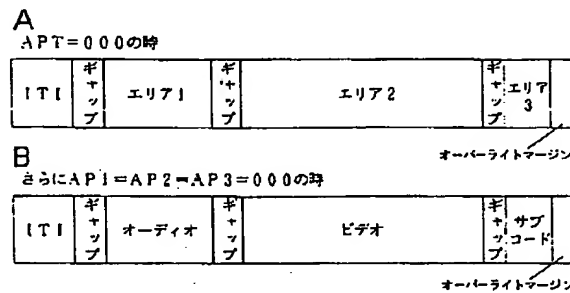 A
APT=000の時
ITI
ギャップ
エリア1
ギャップ
エリア2
ギャップ
エリア3
オーバーライトマージン
B
さらにAP1=AP2=AP3=000の時
ITI
ギャップ
オーディオ
ギャップ
ビデオ
ギャップ
サブコード
オーバーライトマージン